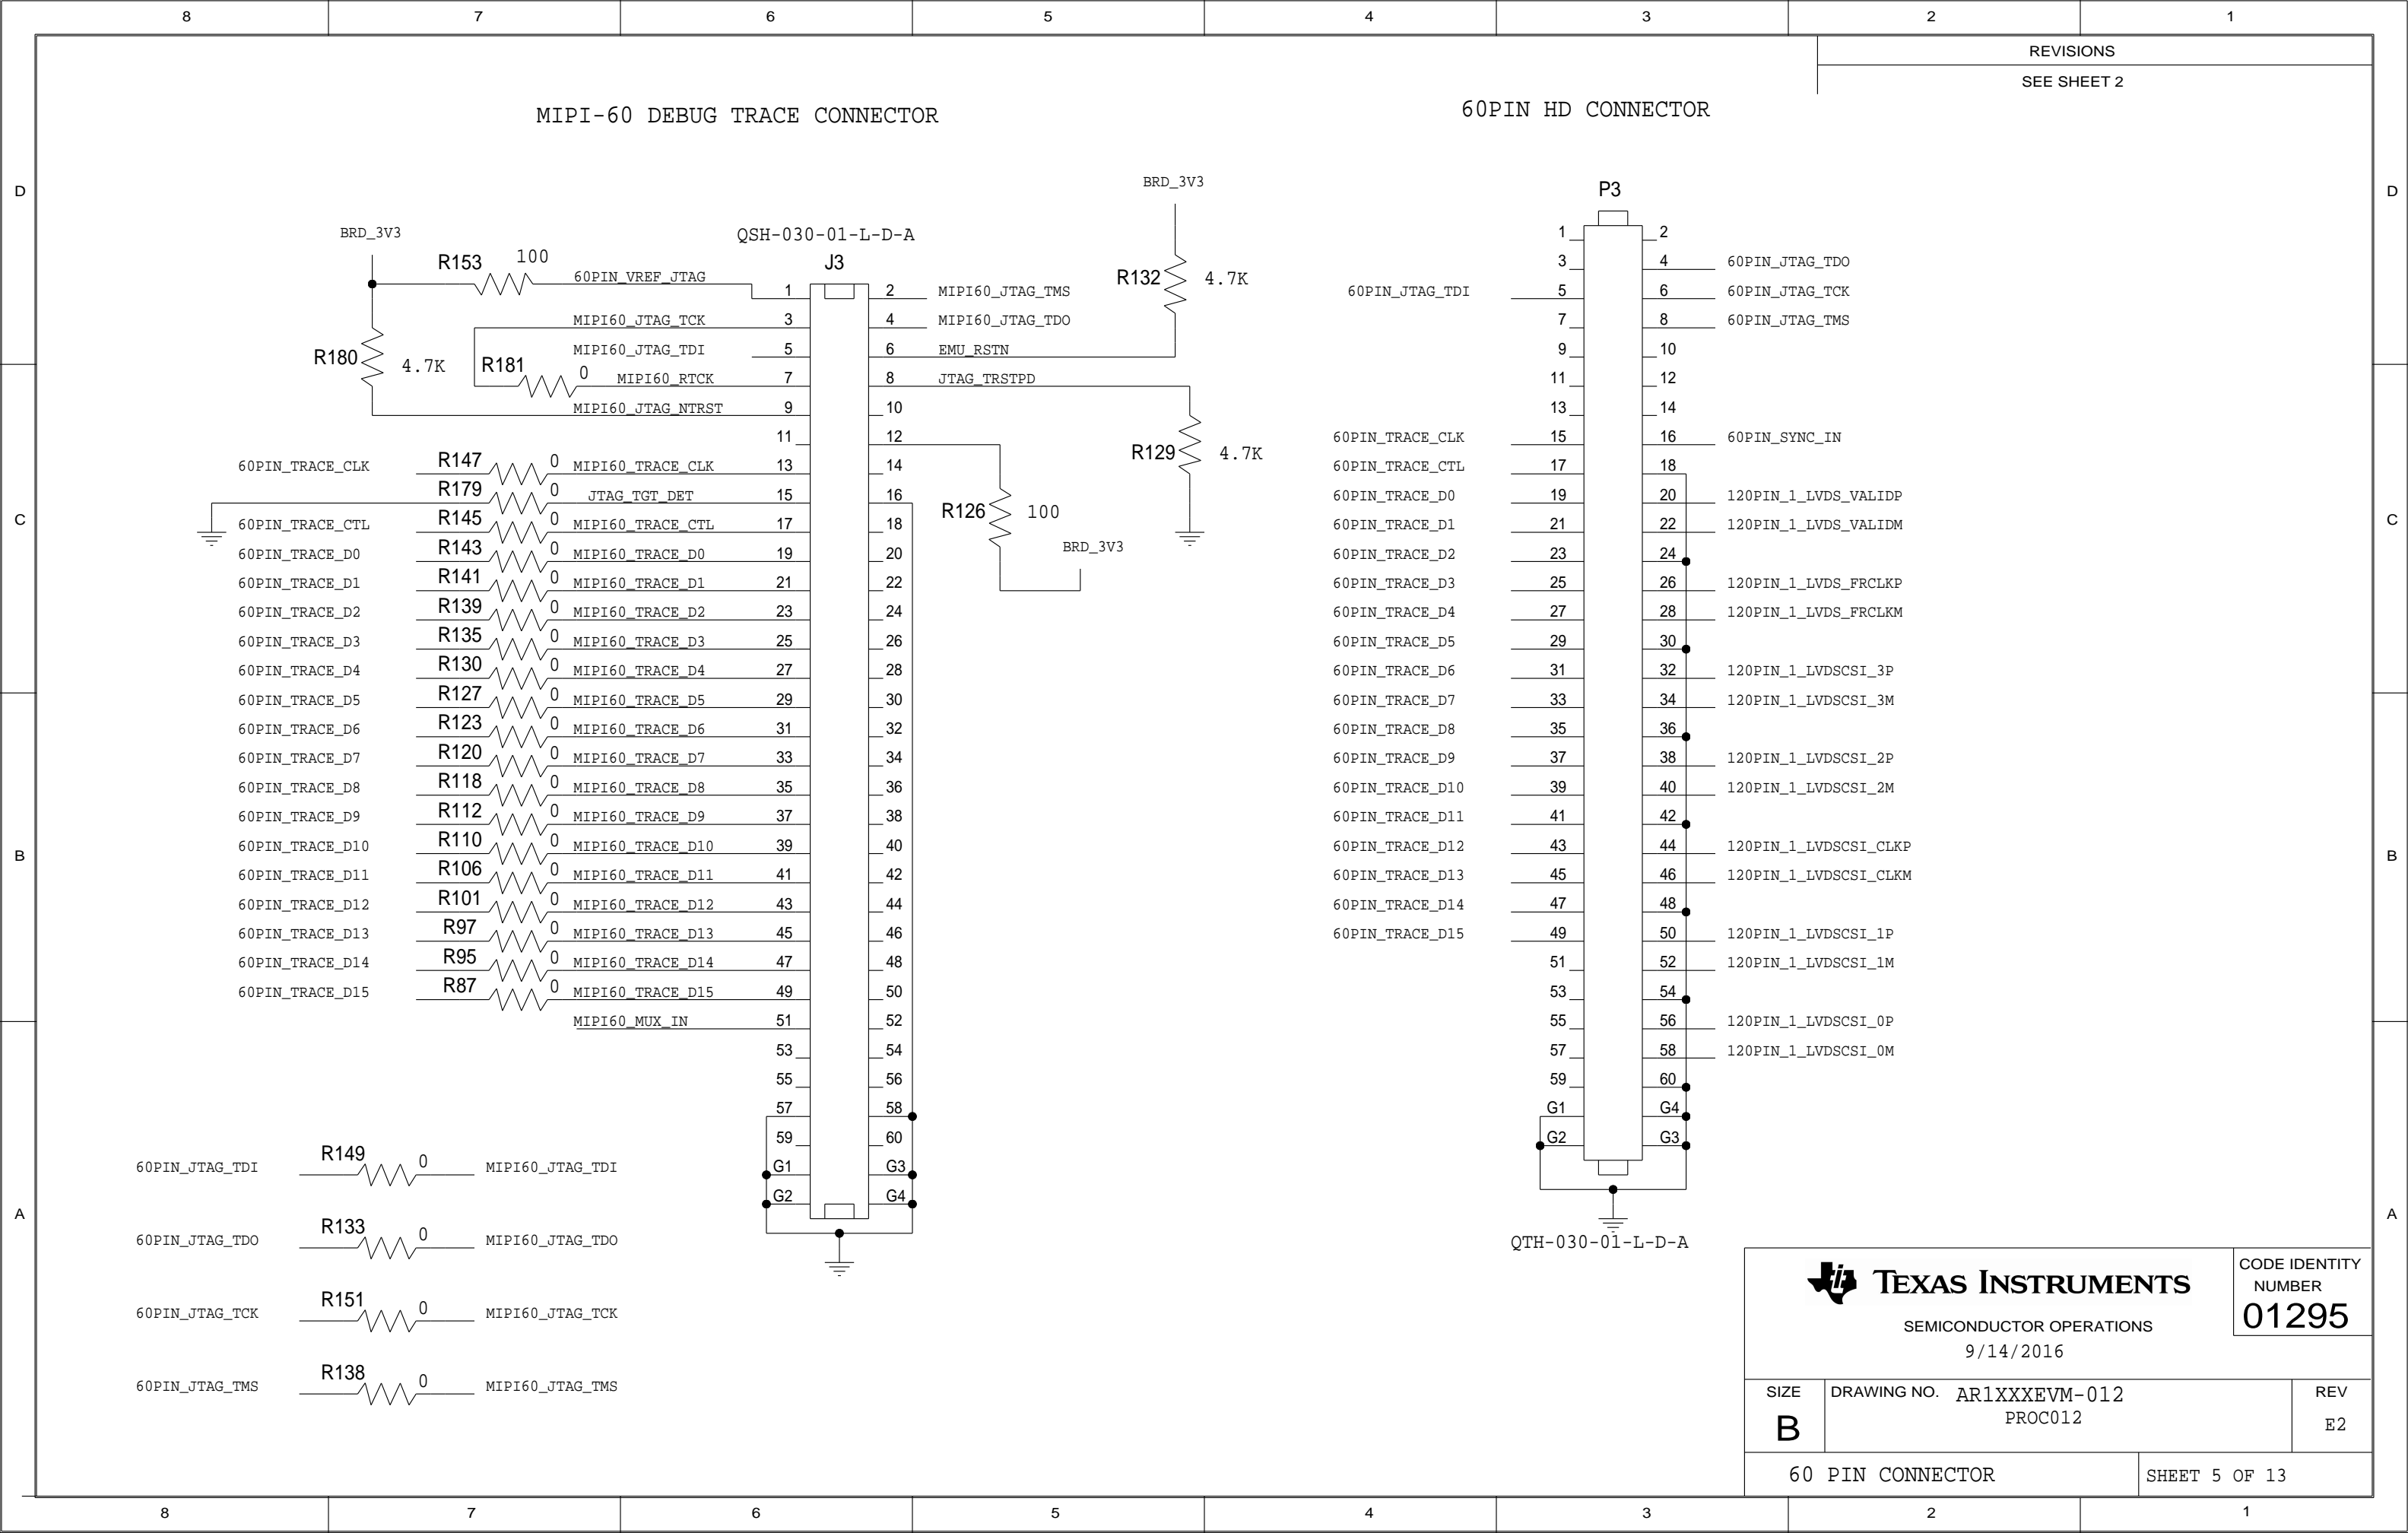 8 7 6 5 4 3 2 1
REVISIONS
SEE SHEET 2
MIPI-60 DEBUG TRACE CONNECTOR
60PIN HD CONNECTOR
D
D
C
C
B
B
A
A
BRD_3V3
R153 100
60PIN_VREF_JTAG
R180 4.7K
R181 0
QSH-030-01-L-D-A
J3
BRD_3V3
R132 4.7K
1 2 MIPI60_JTAG_TMS
MIPI60_JTAG_TCK 3 4 MIPI60_JTAG_TDO
MIPI60_JTAG_TDI 5 6 EMU_RSTN
MIPI60_RTCK 7 8 JTAG_TRSTPD
MIPI60_JTAG_NTRST 9 10
11 12
R129 4.7K
R126 100
BRD_3V3
60PIN_TRACE_CLK R147 0 MIPI60_TRACE_CLK 13 14
R179 0 JTAG_TGT_DET 15 16
60PIN_TRACE_CTL R145 0 MIPI60_TRACE_CTL 17 18
60PIN_TRACE_D0 R143 0 MIPI60_TRACE_D0 19 20
60PIN_TRACE_D1 R141 0 MIPI60_TRACE_D1 21 22
60PIN_TRACE_D2 R139 0 MIPI60_TRACE_D2 23 24
60PIN_TRACE_D3 R135 0 MIPI60_TRACE_D3 25 26
60PIN_TRACE_D4 R130 0 MIPI60_TRACE_D4 27 28
60PIN_TRACE_D5 R127 0 MIPI60_TRACE_D5 29 30
60PIN_TRACE_D6 R123 0 MIPI60_TRACE_D6 31 32
60PIN_TRACE_D7 R120 0 MIPI60_TRACE_D7 33 34
60PIN_TRACE_D8 R118 0 MIPI60_TRACE_D8 35 36
60PIN_TRACE_D9 R112 0 MIPI60_TRACE_D9 37 38
60PIN_TRACE_D10 R110 0 MIPI60_TRACE_D10 39 40
60PIN_TRACE_D11 R106 0 MIPI60_TRACE_D11 41 42
60PIN_TRACE_D12 R101 0 MIPI60_TRACE_D12 43 44
60PIN_TRACE_D13 R97 0 MIPI60_TRACE_D13 45 46
60PIN_TRACE_D14 R95 0 MIPI60_TRACE_D14 47 48
60PIN_TRACE_D15 R87 0 MIPI60_TRACE_D15 49 50
MIPI60_MUX_IN 51 52
53 54
55 56
57 58
59 60
G1 G3
G2 G4
60PIN_JTAG_TDI R149 0 MIPI60_JTAG_TDI
60PIN_JTAG_TDO R133 0 MIPI60_JTAG_TDO
60PIN_JTAG_TCK R151 0 MIPI60_JTAG_TCK
60PIN_JTAG_TMS R138 0 MIPI60_JTAG_TMS
P3
1 2
3 4 60PIN_JTAG_TDO
60PIN_JTAG_TDI 5 6 60PIN_JTAG_TCK
7 8 60PIN_JTAG_TMS
9 10
11 12
13 14
60PIN_TRACE_CLK 15 16 60PIN_SYNC_IN
60PIN_TRACE_CTL 17 18
60PIN_TRACE_D0 19 20 120PIN_1_LVDS_VALIDP
60PIN_TRACE_D1 21 22 120PIN_1_LVDS_VALIDM
60PIN_TRACE_D2 23 24
60PIN_TRACE_D3 25 26 120PIN_1_LVDS_FRCLKP
60PIN_TRACE_D4 27 28 120PIN_1_LVDS_FRCLKM
60PIN_TRACE_D5 29 30
60PIN_TRACE_D6 31 32 120PIN_1_LVDSCSI_3P
60PIN_TRACE_D7 33 34 120PIN_1_LVDSCSI_3M
60PIN_TRACE_D8 35 36
60PIN_TRACE_D9 37 38 120PIN_1_LVDSCSI_2P
60PIN_TRACE_D10 39 40 120PIN_1_LVDSCSI_2M
60PIN_TRACE_D11 41 42
60PIN_TRACE_D12 43 44 120PIN_1_LVDSCSI_CLKP
60PIN_TRACE_D13 45 46 120PIN_1_LVDSCSI_CLKM
60PIN_TRACE_D14 47 48
60PIN_TRACE_D15 49 50 120PIN_1_LVDSCSI_1P
51 52 120PIN_1_LVDSCSI_1M
53 54
55 56 120PIN_1_LVDSCSI_0P
57 58 120PIN_1_LVDSCSI_0M
59 60
G1 G4
G2 G3
QTH-030-01-L-D-A
TEXAS INSTRUMENTS
SEMICONDUCTOR OPERATIONS
9/14/2016
CODE IDENTITY
NUMBER
01295
SIZE
B
DRAWING NO. AR1XXXEVM-012
PROC012
REV
E2
60 PIN CONNECTOR
SHEET 5 OF 13
8 7 6 5 4 3 2 1